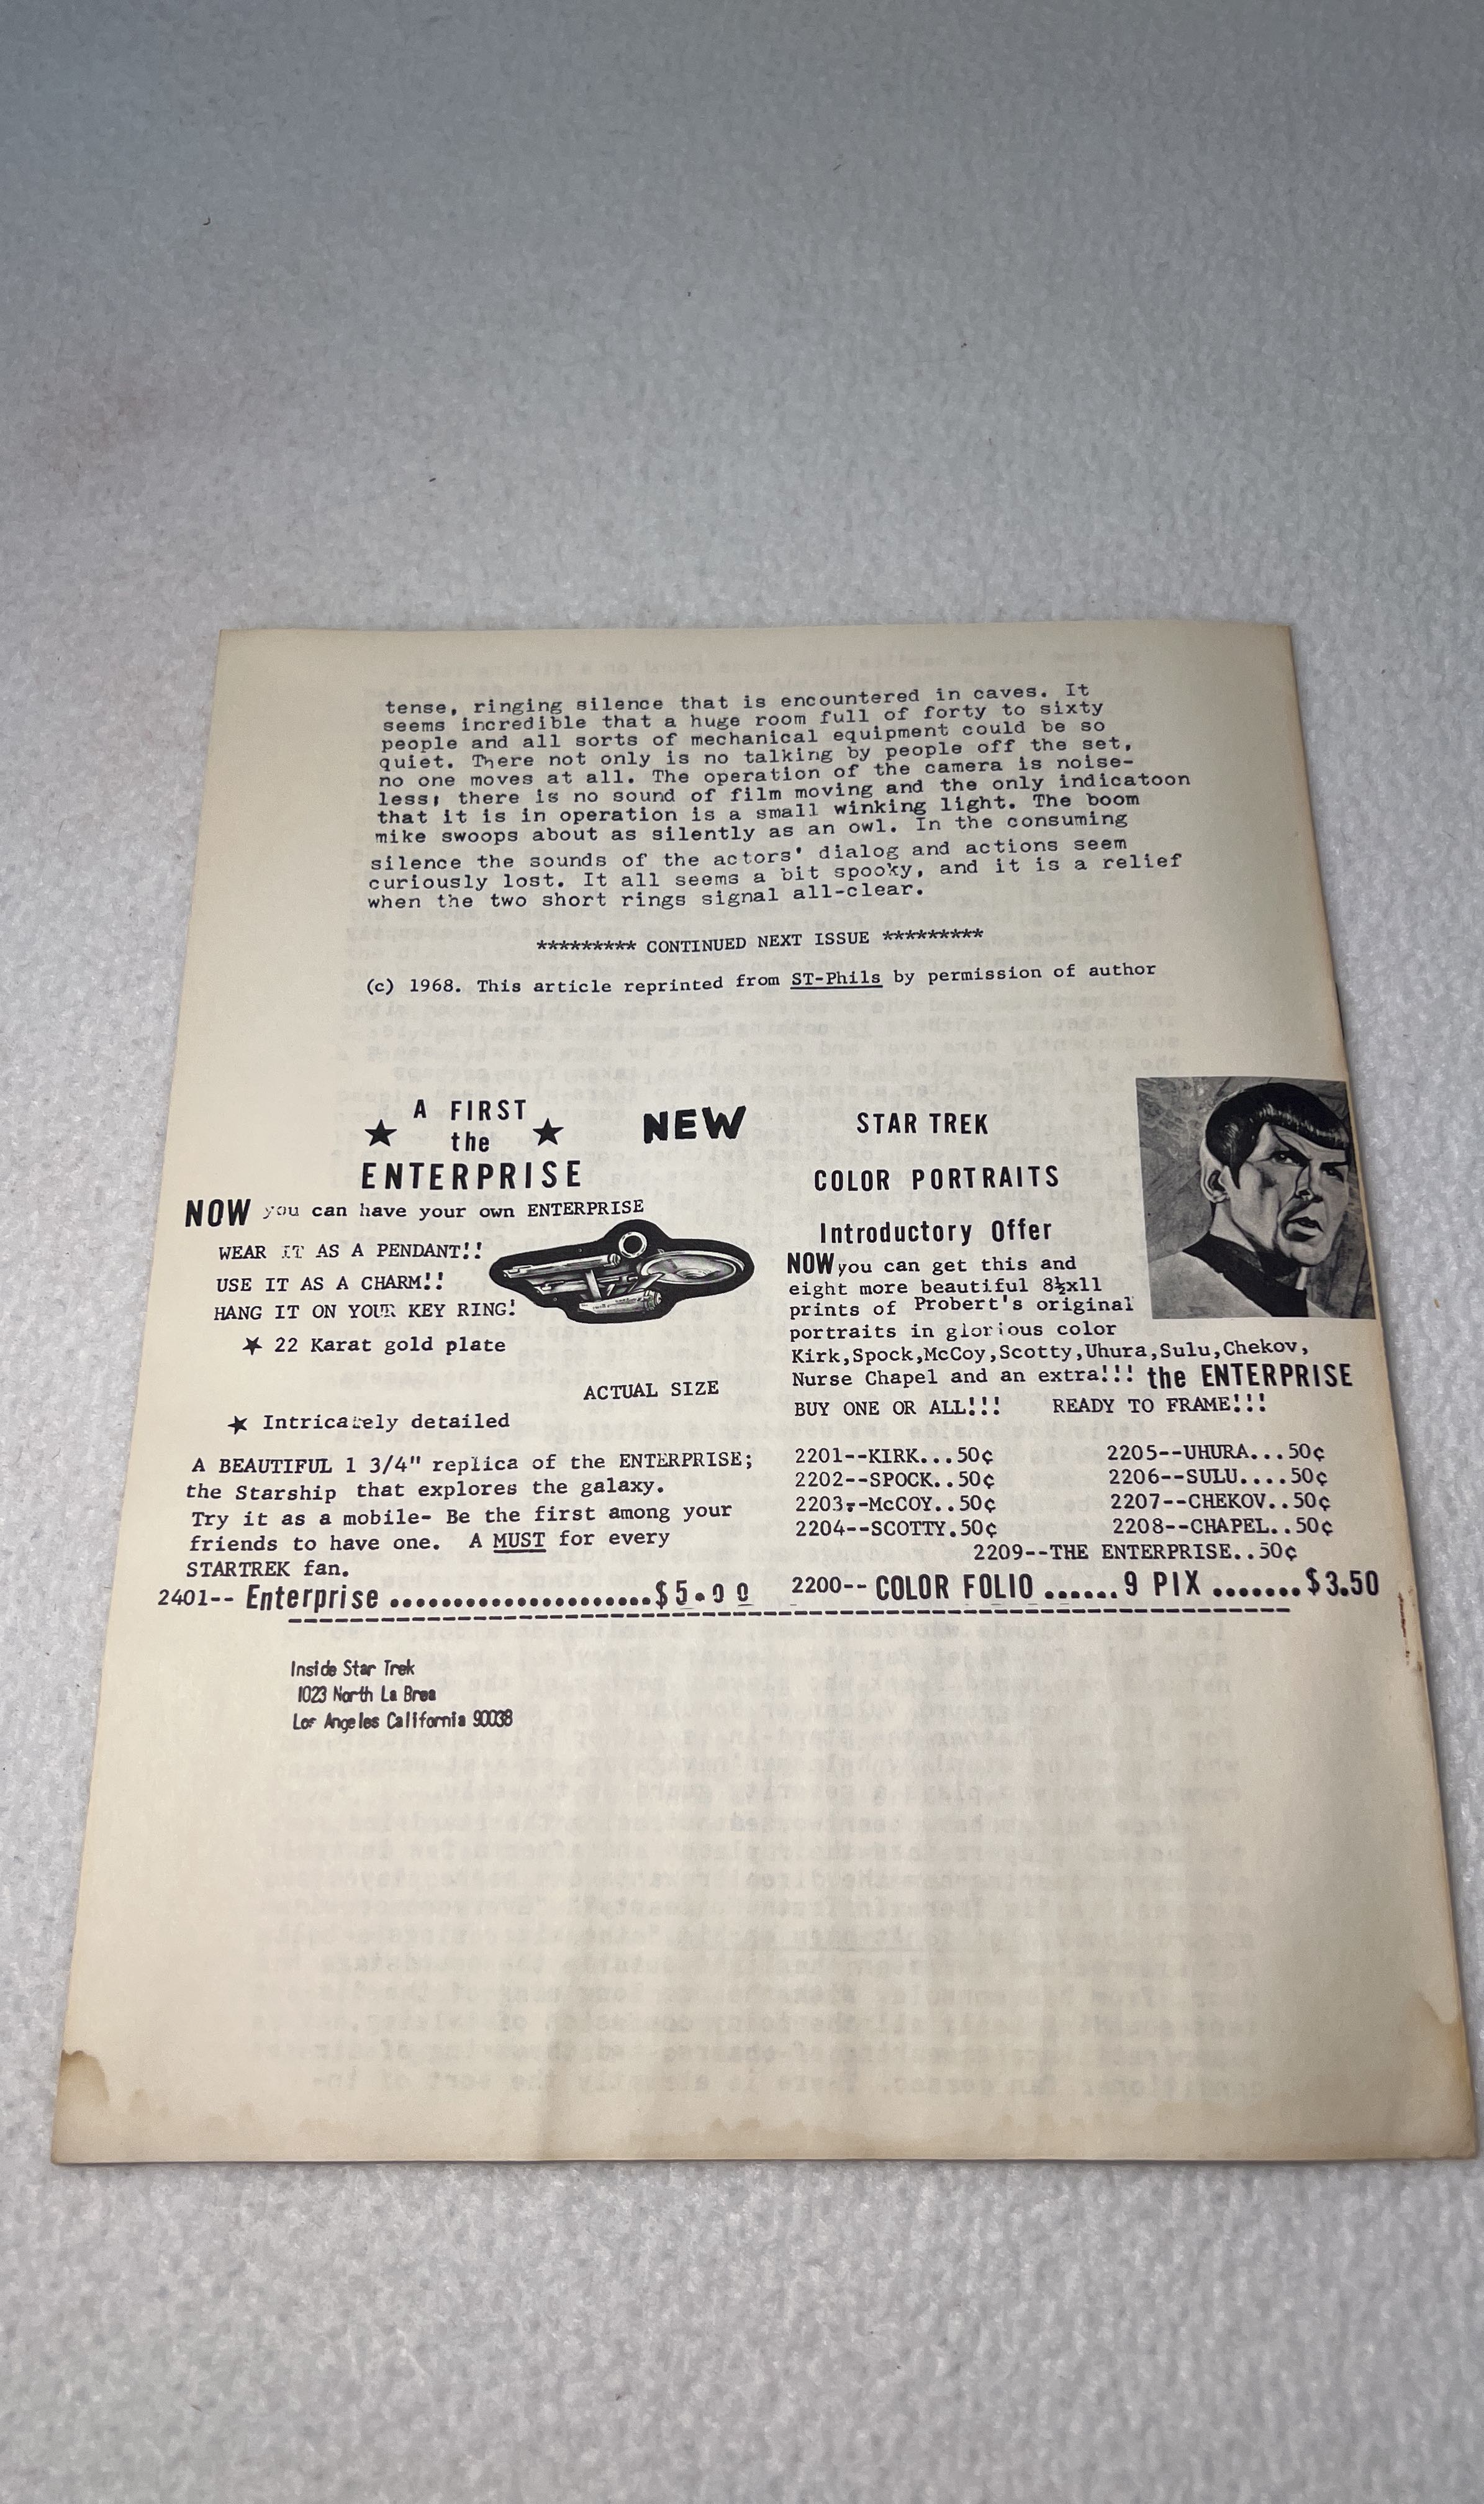 tense, ringing silence that is encountered in caves. It
seems incredible that a huge room full of forty to sixty
people and all sorts of mechanical equipment could be so
quiet. There not only is no talking by people off the set,
no one moves at all. The operation of the camera is noise-
less; there is no sound of film moving and the only indicatoon
that it is in operation is a small winking light. The boom
mike swoops about as silently as an owl. In the consuming
silence the sounds of the actors' dialog and actions seem
curiously lost. It all seems a bit spooky, and it is a relief
when the two short rings signal all-clear.
********* CONTINUED NEXT ISSUE *********
(c) 1968. This article reprinted from ST-Phils by permission of author
A FIRST
★ the ★
ENTERPRISE
NEW
NOW you can have your own ENTERPRISE
WEAR IT AS A PENDANT!!
USE IT AS A CHARM!!
HANG IT ON YOUR KEY RING!
★ 22 Karat gold plate
ACTUAL SIZE
★ Intricately detailed
A BEAUTIFUL 1 3/4" replica of the ENTERPRISE;
the Starship that explores the galaxy.
Try it as a mobile- Be the first among your
friends to have one. A MUST for every
STARTREK fan.
2401-- Enterprise .....................$5.00
STAR TREK
COLOR PORTRAITS
Introductory Offer
NOW you can get this and
eight more beautiful 8½x11
prints of Probert's original
portraits in glorious color
Kirk,Spock,McCoy,Scotty,Uhura,Sulu,Chekov,
Nurse Chapel and an extra!!! the ENTERPRISE
BUY ONE OR ALL!!! READY TO FRAME!!!
2201--KIRK...50¢ 2205--UHURA...50¢
2202--SPOCK..50¢ 2206--SULU....50¢
2203--McCOY..50¢ 2207--CHEKOV..50¢
2204--SCOTTY.50¢ 2208--CHAPEL..50¢
2209--THE ENTERPRISE..50¢
2200-- COLOR FOLIO ......9 PIX .......$3.50
Inside Star Trek
1023 North La Brea
Los Angeles California 90038